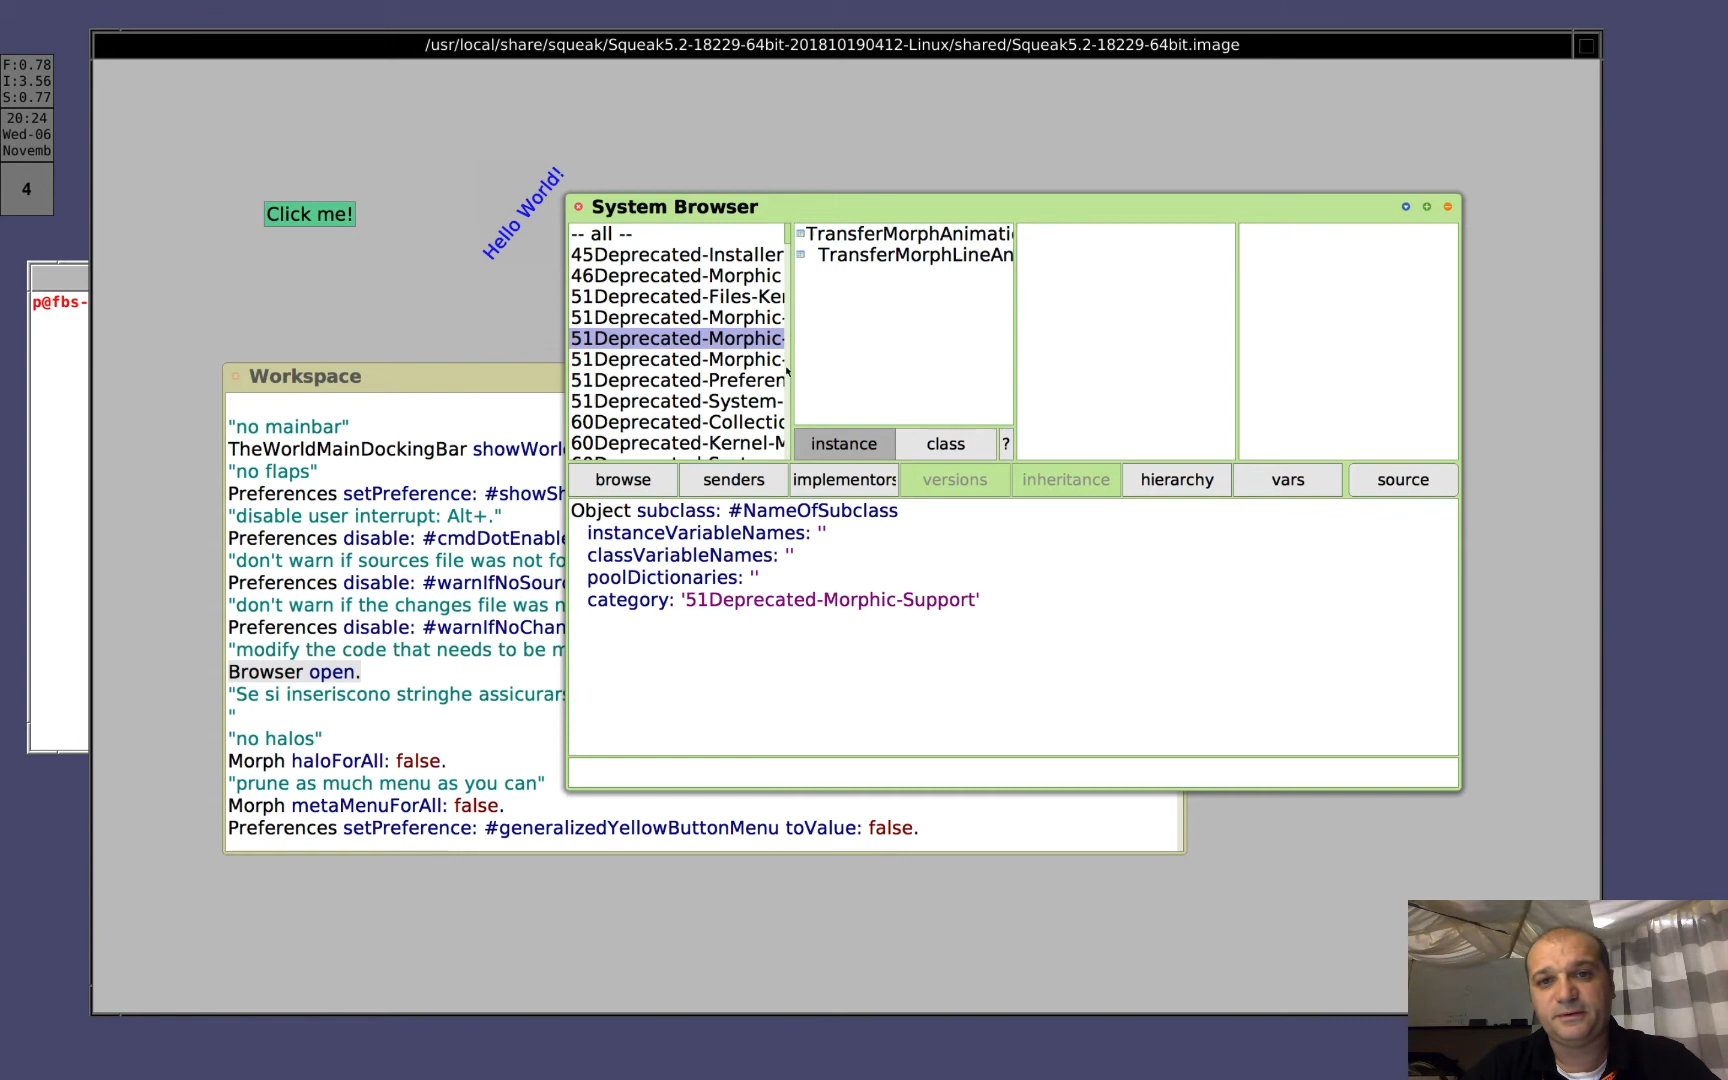 /usr/local/share/squeak/Squeak5.2-18229-64bit-201810190412-Linux/shared/Squeak5.2-18229-64bit.image
F:0.78
I:3.56
S:0.77
20:24
Wed-06
Novemb
4
Click me!
Hello World!
p@fbs-
System Browser
-- all --
45Deprecated-Installer
46Deprecated-Morphic
51Deprecated-Files-Ke
51Deprecated-Morphic-
51Deprecated-Morphic-
51Deprecated-Morphic-
51Deprecated-Preferen
51Deprecated-System-
60Deprecated-Collectio
60Deprecated-Kernel-M
TransferMorphAnimati
TransferMorphLineAn
instance
class
?
browse
senders
implementors
versions
inheritance
hierarchy
vars
source
Object subclass: #NameOfSubclass
instanceVariableNames: ''
classVariableNames: ''
poolDictionaries: ''
category: '51Deprecated-Morphic-Support'
Workspace
"no mainbar"
TheWorldMainDockingBar showWorl
"no flaps"
Preferences setPreference: #showSh
"disable user interrupt: Alt+."
Preferences disable: #cmdDotEnable
"don't warn if sources file was not fo
Preferences disable: #warnIfNoSour
"don't warn if the changes file was n
Preferences disable: #warnIfNoChan
"modify the code that needs to be m
Browser open.
"Se si inseriscono stringhe assicurars
"
"no halos"
Morph haloForAll: false.
"prune as much menu as you can"
Morph metaMenuForAll: false.
Preferences setPreference: #generalizedYellowButtonMenu toValue: false.